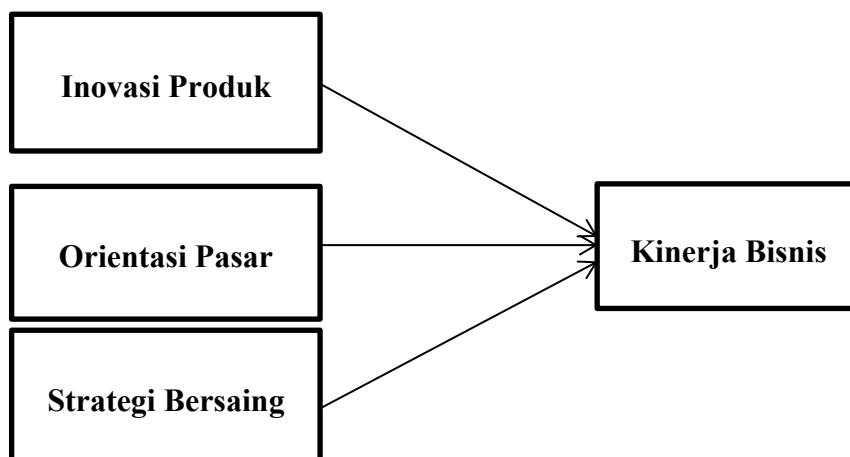 Inovasi Produk
Orientasi Pasar
Kinerja Bisnis
Strategi Bersaing